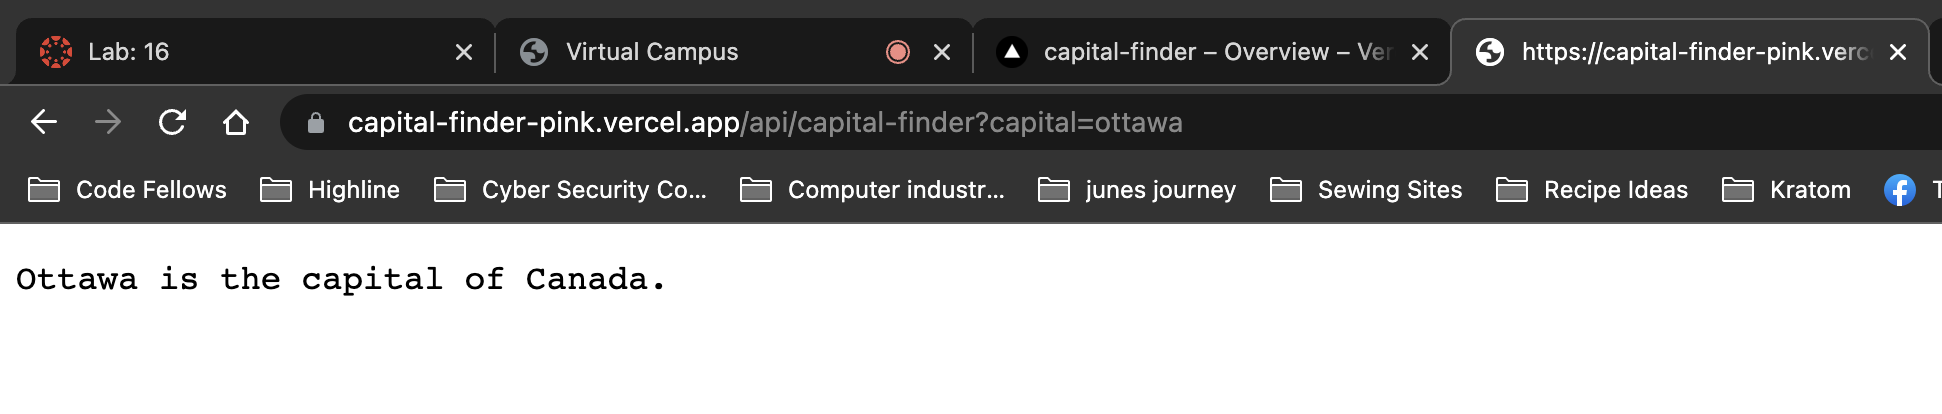 Lab: 16
Virtual Campus
capital-finder – Overview – Ver
https://capital-finder-pink.verc
capital-finder-pink.vercel.app/api/capital-finder?capital=ottawa
Code Fellows Highline Cyber Security Co... Computer industr... junes journey Sewing Sites Recipe Ideas Kratom T
Ottawa is the capital of Canada.